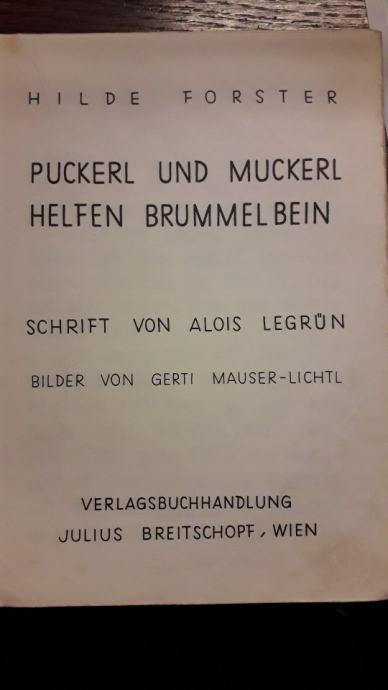 HILDE FORSTER
PUCKERL UND MUCKERL
HELFEN BRUMMELBEIN
SCHRIFT VON ALOIS LEGRÜN
BILDER VON GERTI MAUSER-LICHTL
VERLAGSBUCHHANDLUNG
JULIUS BREITSCHOPF, WIEN